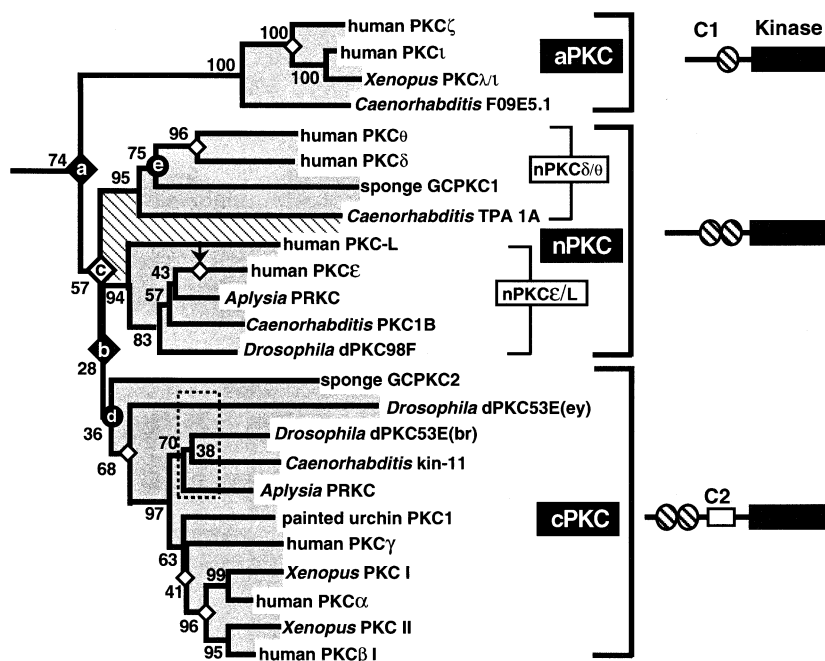 human PKCζ
100
human PKCι
C1 Kinase
aPKC
100
100
Xenopus PKCλ/ι
Caenorhabditis F09E5.1
96
human PKCθ
74
a
75
e
human PKCδ
nPKCδ/θ
95
sponge GCPKC1
Caenorhabditis TPA 1A
human PKC-L
nPKC
c
43
human PKCε
57
94
57
Aplysia PRKC
nPKCε/L
Caenorhabditis PKC1B
83
b
Drosophila dPKC98F
28
sponge GCPKC2
d
Drosophila dPKC53E(ey)
36
70
38
Drosophila dPKC53E(br)
68
Caenorhabditis kin-11
Aplysia PRKC
C2
97
painted urchin PKC1
cPKC
63
human PKCγ
99
Xenopus PKC I
41
human PKCα
96
Xenopus PKC II
95
human PKCβ I